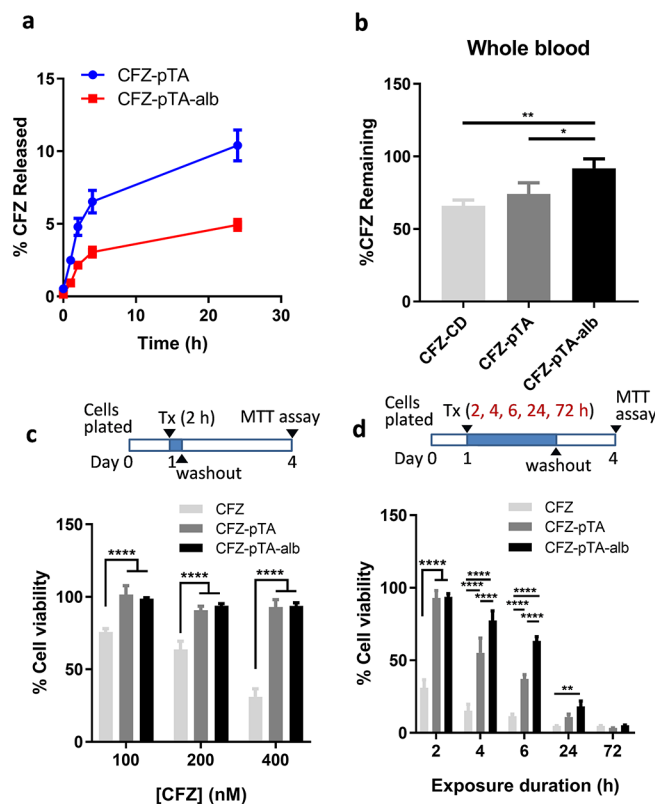 a
CFZ-pTA
CFZ-pTA-alb
15
10
5
0
% CFZ Released
0 10 20 30
Time (h)
b
Whole blood
**
*
150
100
50
0
%CFZ Remaining
CFZ-CD
CFZ-pTA
CFZ-pTA-alb
c
Cells plated
Tx (2 h)
MTT assay
Day 0 1 4
washout
CFZ
CFZ-pTA
CFZ-pTA-alb
**** **** ****
150
100
50
0
% Cell viability
100 200 400
[CFZ] (nM)
d
Cells
plated
Tx (2, 4, 6, 24, 72 h)
MTT
assay
Day 0 1 4
washout
CFZ
CFZ-pTA
CFZ-pTA-alb
****
****
**** ****
****
**** ****
**
150
100
50
0
% Cell viability
2 4 6 24 72
Exposure duration (h)